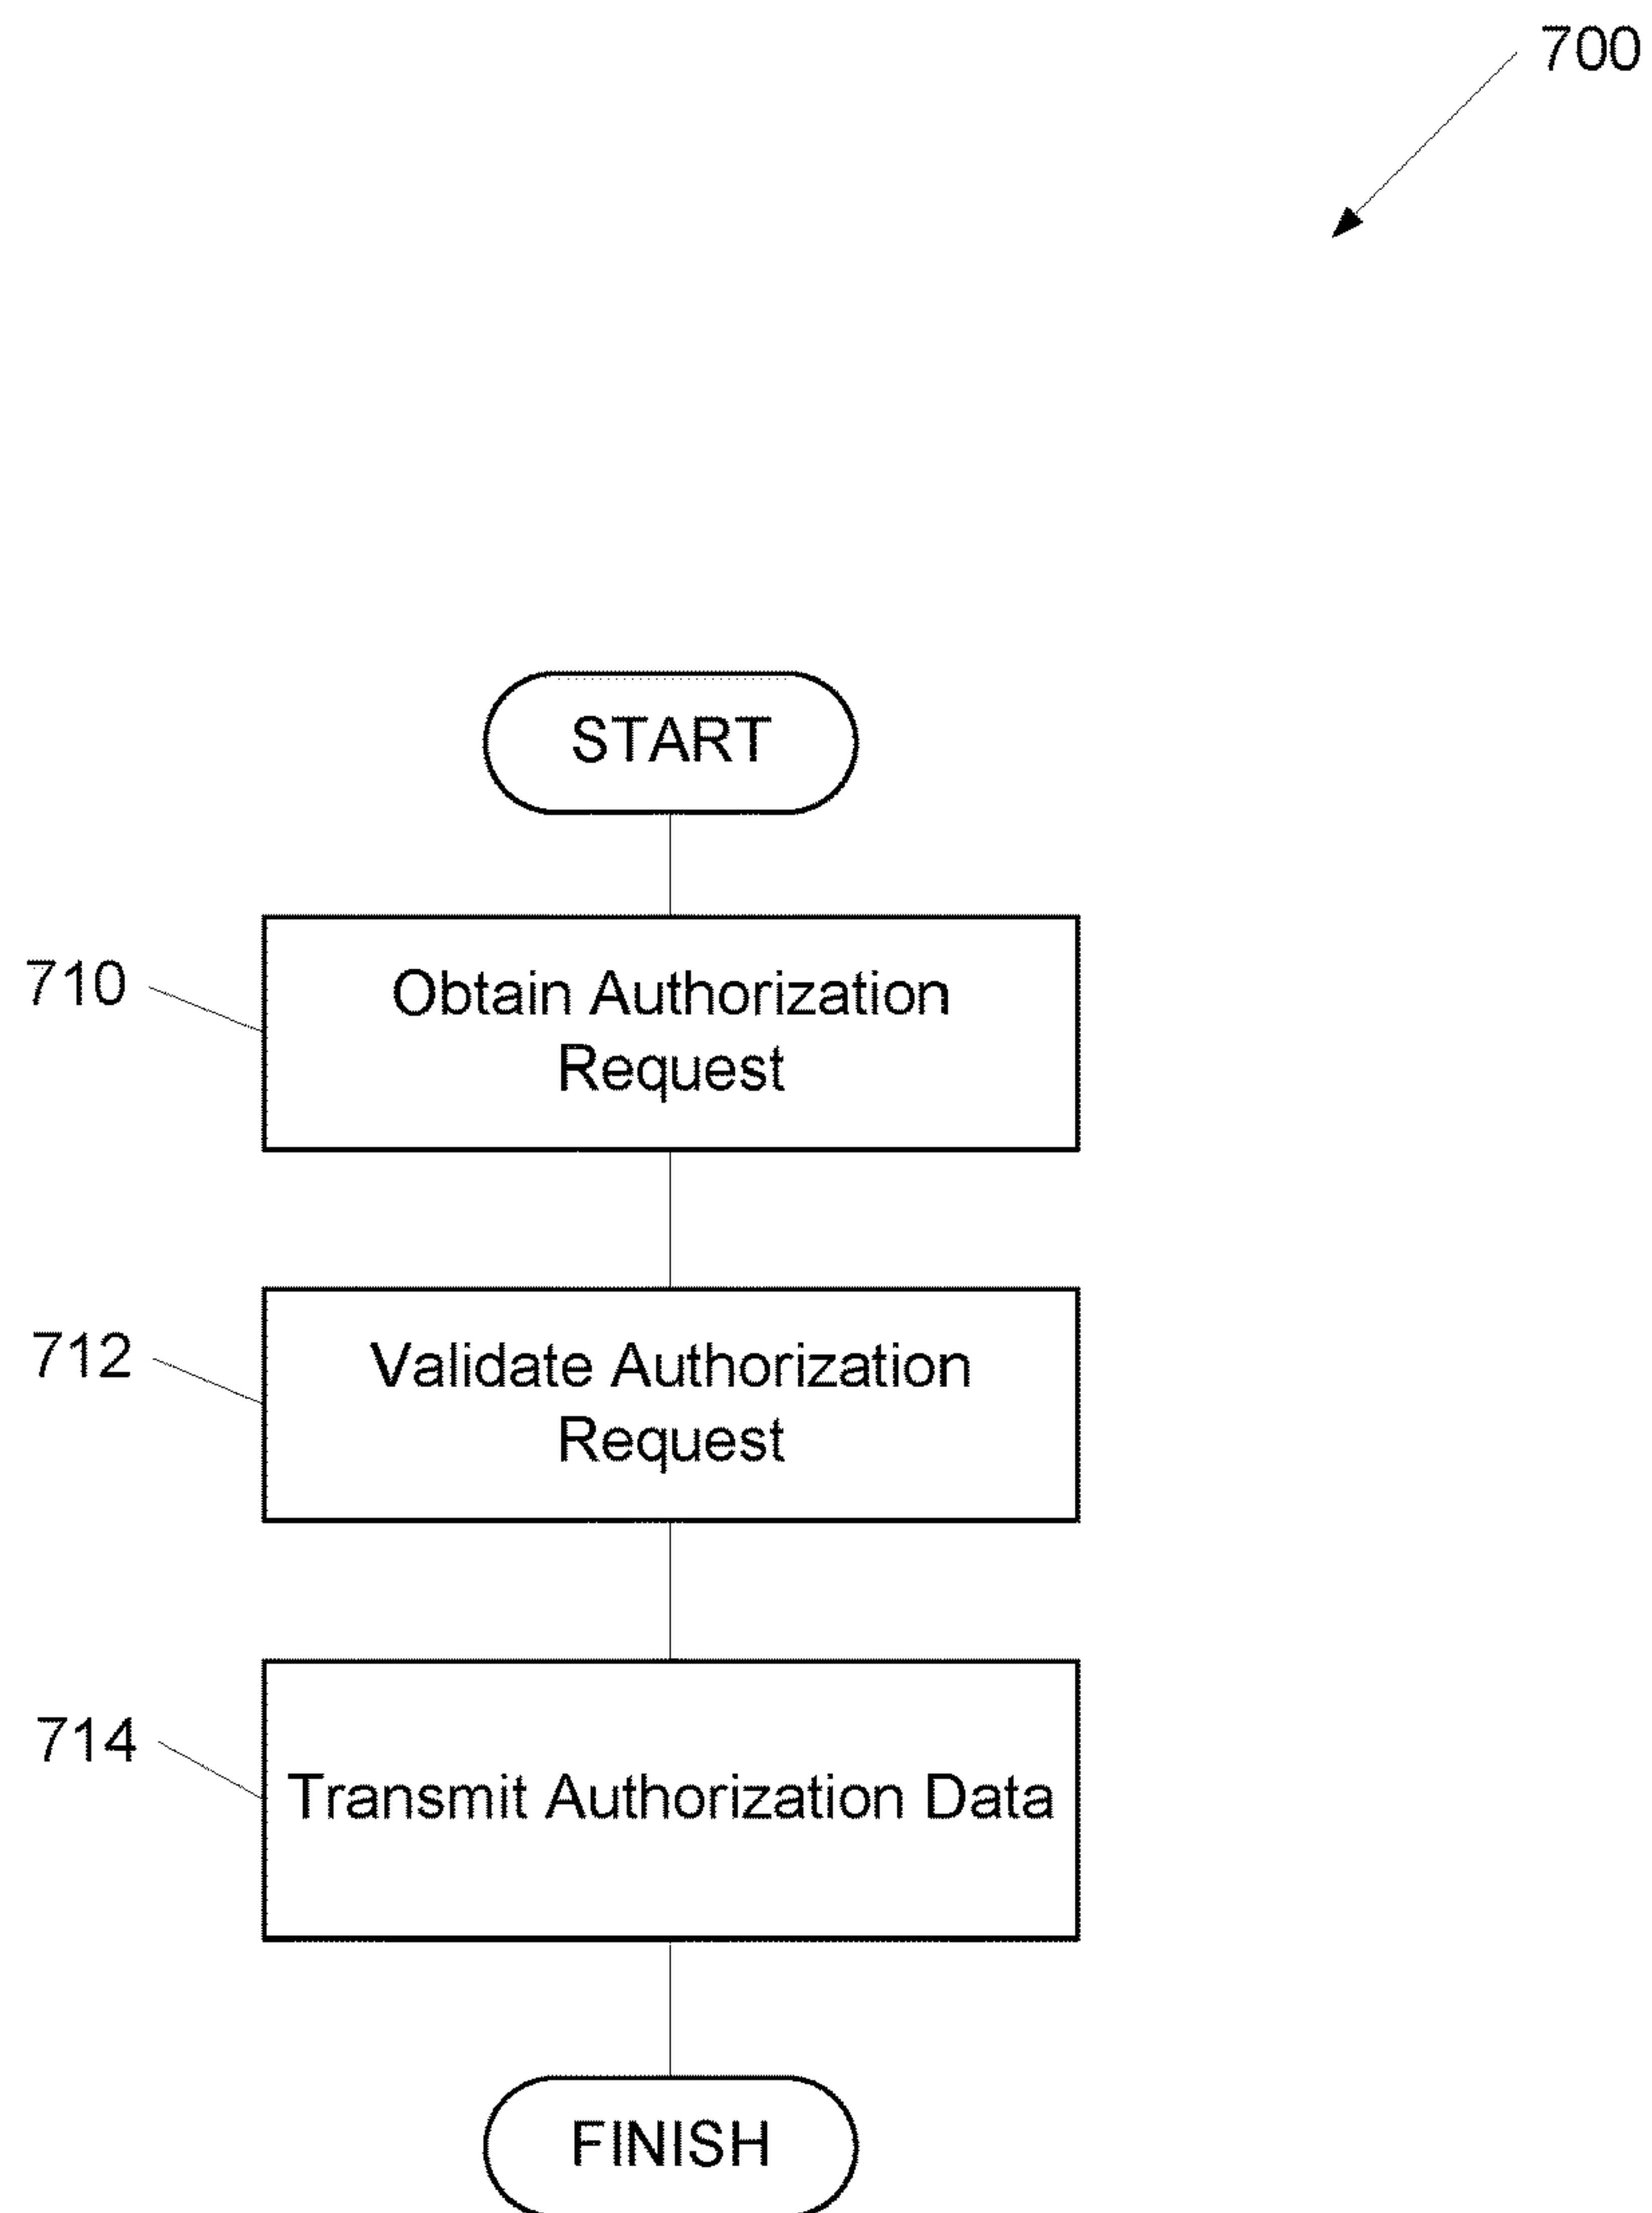 700
START
710
Obtain Authorization
Request
712
Validate Authorization
Request
714
Transmit Authorization Data
FINISH